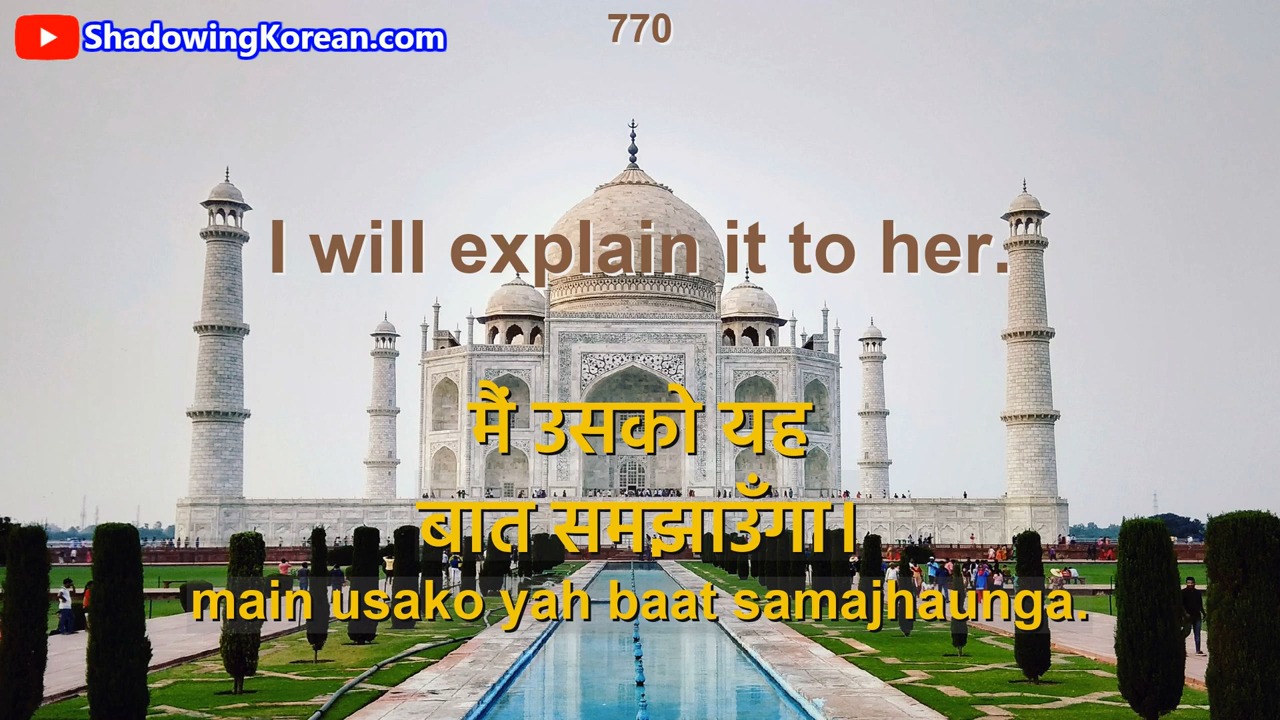 ShadowingKorean.com
770
I will explain it to her.
मैं उसको यह
बात समझाउँगा।
main usako yah baat samajhaunga.